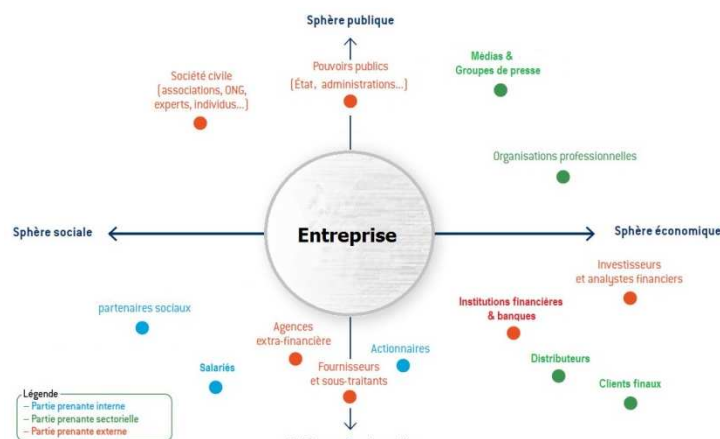 Sphère publique
Pouvoirs publics
(État, administrations...)
Médias &
Groupes de presse
Société civile
(associations, ONG,
experts, individus...)
Organisations professionnelles
Sphère sociale
Entreprise
Sphère économique
Investisseurs
et analystes financiers
partenaires sociaux
Institutions financières
& banques
Agences
extra-financière
Actionnaires
Salariés
Fournisseurs
et sous-traitants
Distributeurs
Clients finaux
Légende
– Partie prenante interne
– Partie prenante sectorielle
– Partie prenante externe